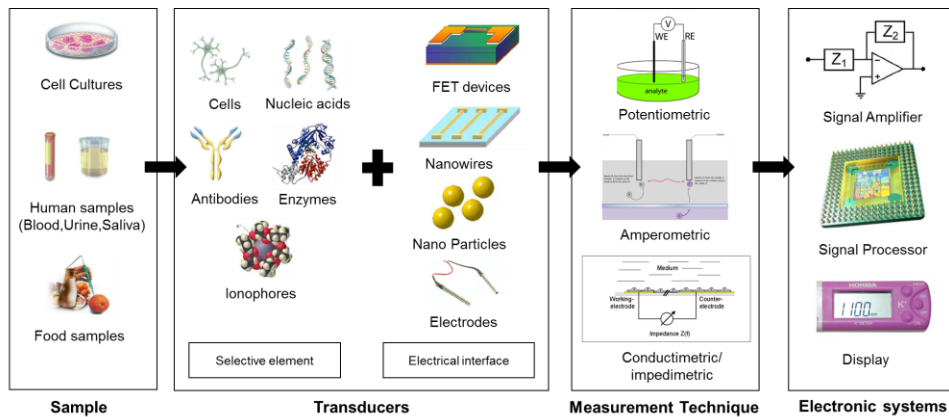 Cell Cultures
Human samples
(Blood,Urine,Saliva)
Food samples
Sample
Cells
Nucleic acids
Antibodies
Enzymes
Ionophores
Selective element
FET devices
Nanowires
Nano Particles
Electrodes
Electrical interface
Transducers
V
WE
RE
analyte
Potentiometric
Amperometric
Medium
Working-
electrode
Counter-
electrode
Impedance Z(f)
Conductimetric/
impedimetric
Measurement Technique
Z2
Z1
Signal Amplifier
Signal Processor
HORIBA
1100
K+
Display
Electronic systems